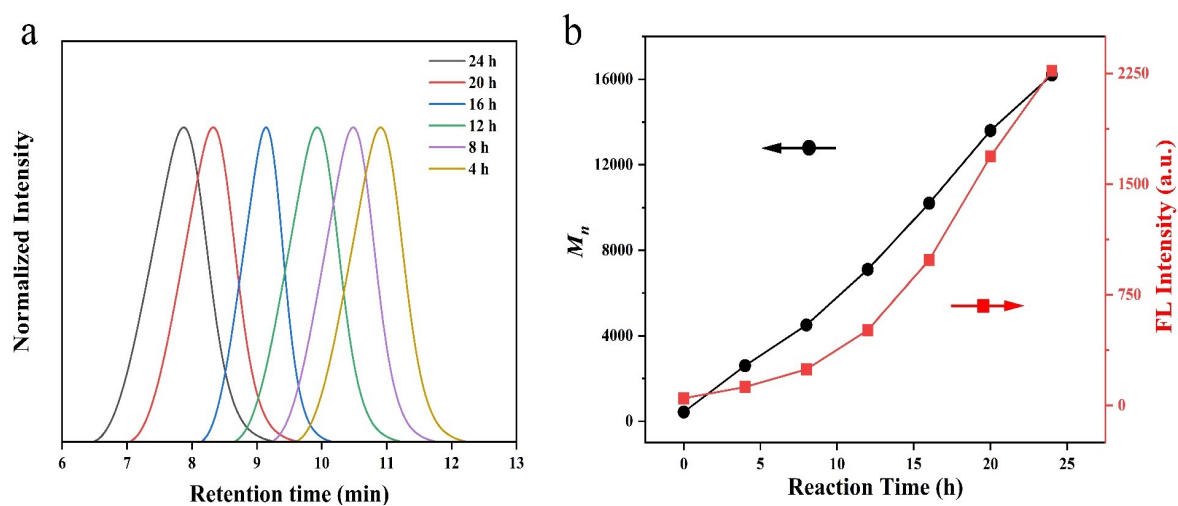 a
Normalized Intensity
24 h
20 h
16 h
12 h
8 h
4 h
6 7 8 9 10 11 12 13
Retention time (min)
b
Mn
16000
12000
8000
4000
0
0 5 10 15 20 25
Reaction Time (h)
2250
1500
750
0
FL Intensity (a.u.)